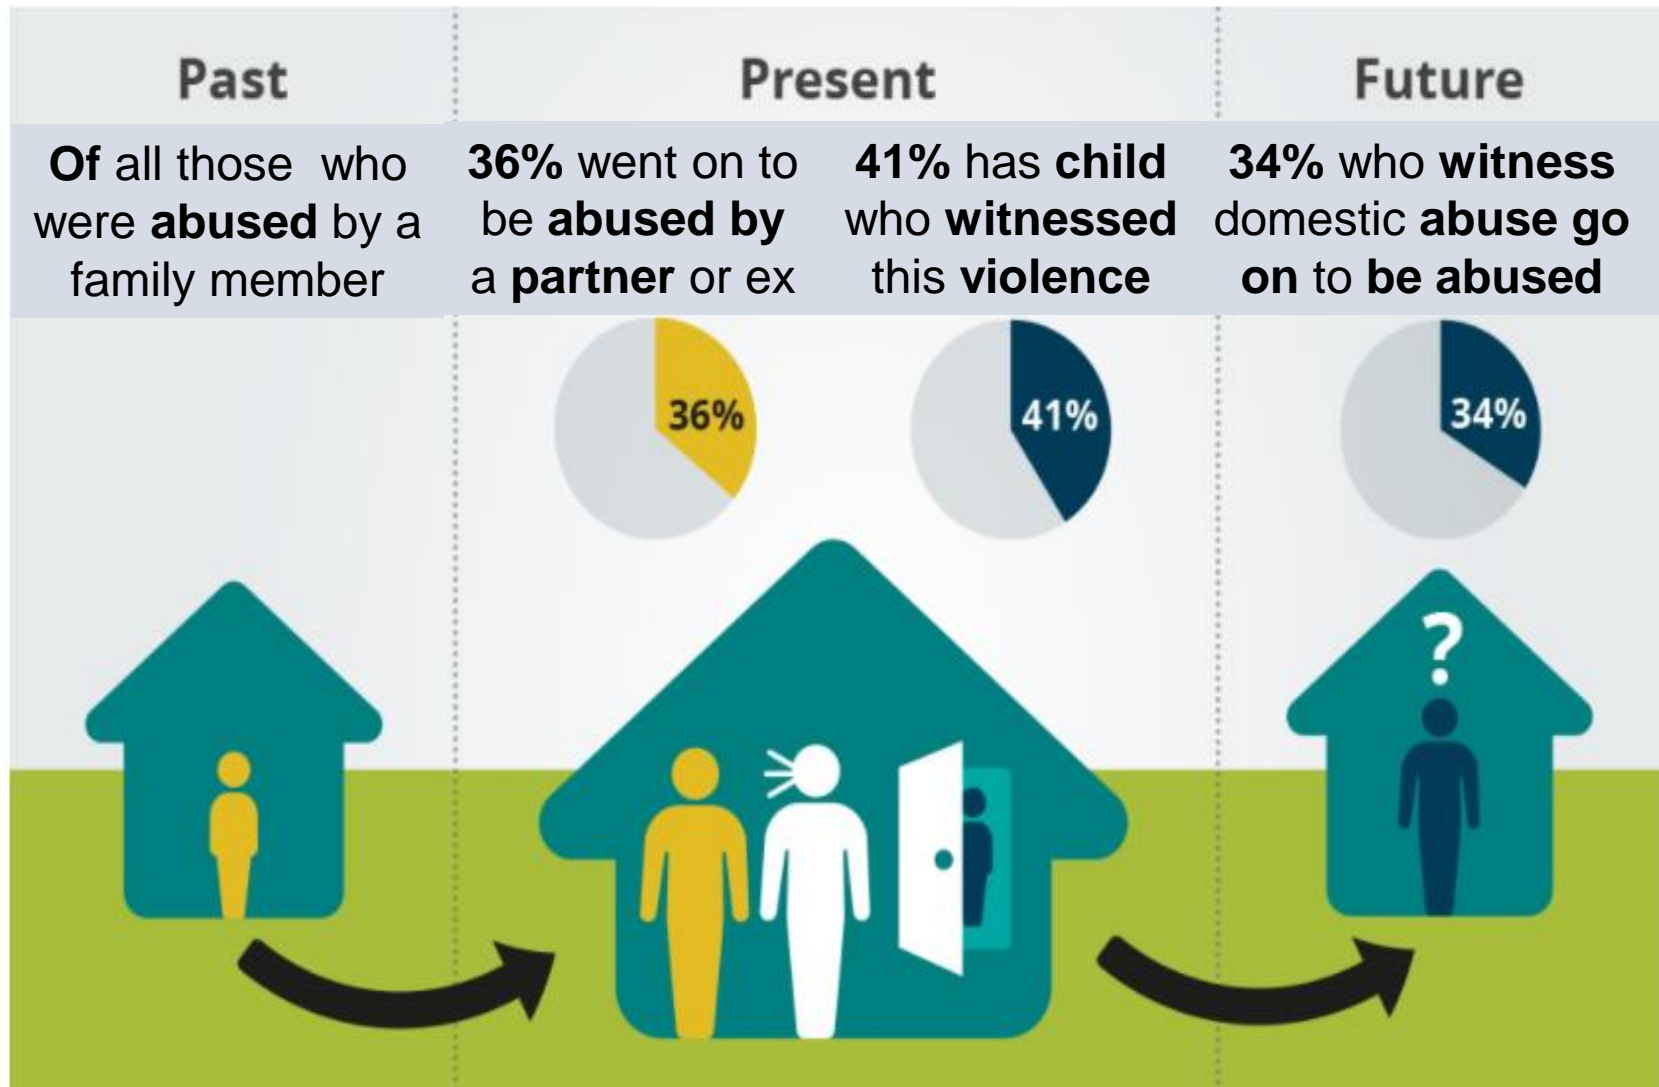 Past
Of all those who
were abused by a
family member
Present
36% went on to
be abused by
a partner or ex
36%
41% has child
who witnessed
this violence
41%
Future
34% who witness
domestic abuse go
on to be abused
34%
?